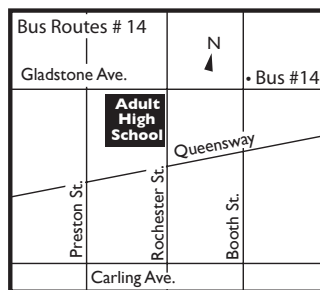 Bus Routes # 14
N
Gladstone Ave.
• Bus #14
Adult
High
School
Queensway
Preston St.
Rochester St.
Booth St.
Carling Ave.